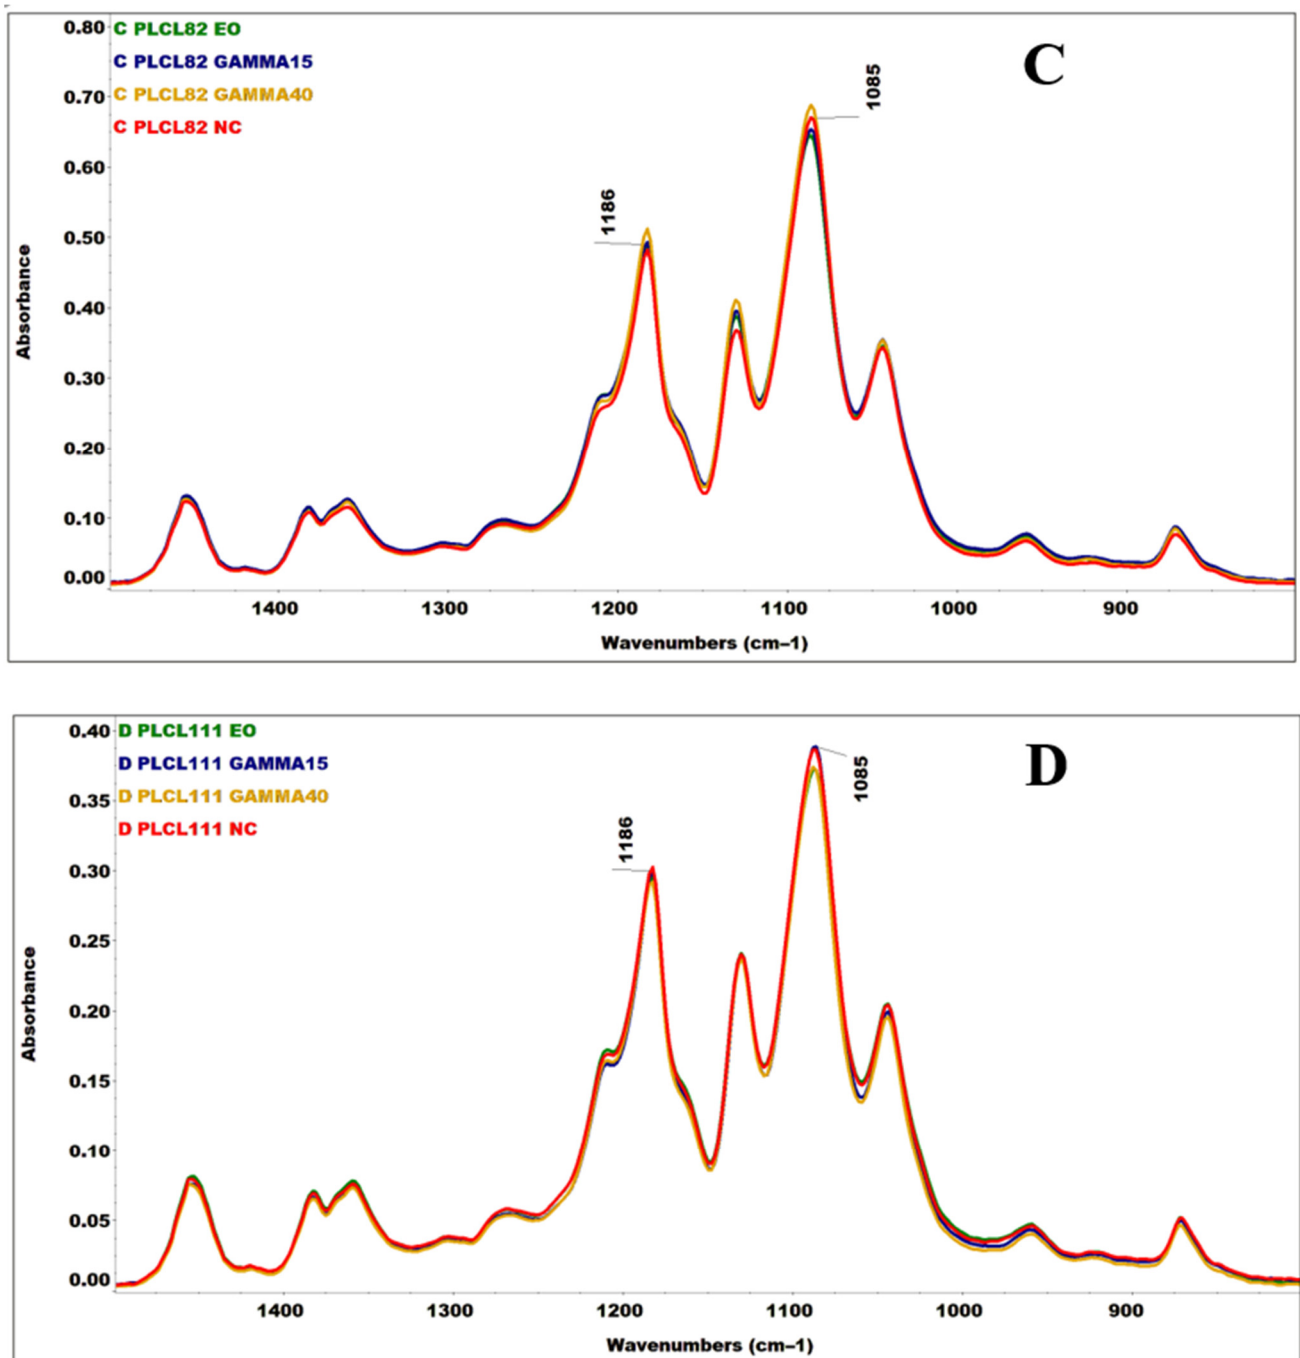 0.80
C PLCL82 EO
C
C PLCL82 GAMMA15
1085
0.70
C PLCL82 GAMMA40
C PLCL82 NC
0.60
1186
0.50
Absorbance
0.40
0.30
0.20
0.10
0.00
1400 1300 1200 1100 1000 900
Wavenumbers (cm–1)
0.40
D PLCL111 EO
D
D PLCL111 GAMMA15
1085
0.35
D PLCL111 GAMMA40
D PLCL111 NC
1186
0.30
0.25
Absorbance
0.20
0.15
0.10
0.05
0.00
1400 1300 1200 1100 1000 900
Wavenumbers (cm–1)